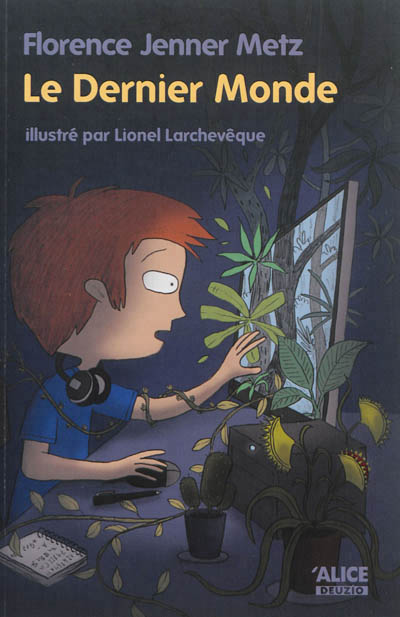 Florence Jenner Metz
Le Dernier Monde
illustré par Lionel Larchevêque
'ALICE
DEUZIO